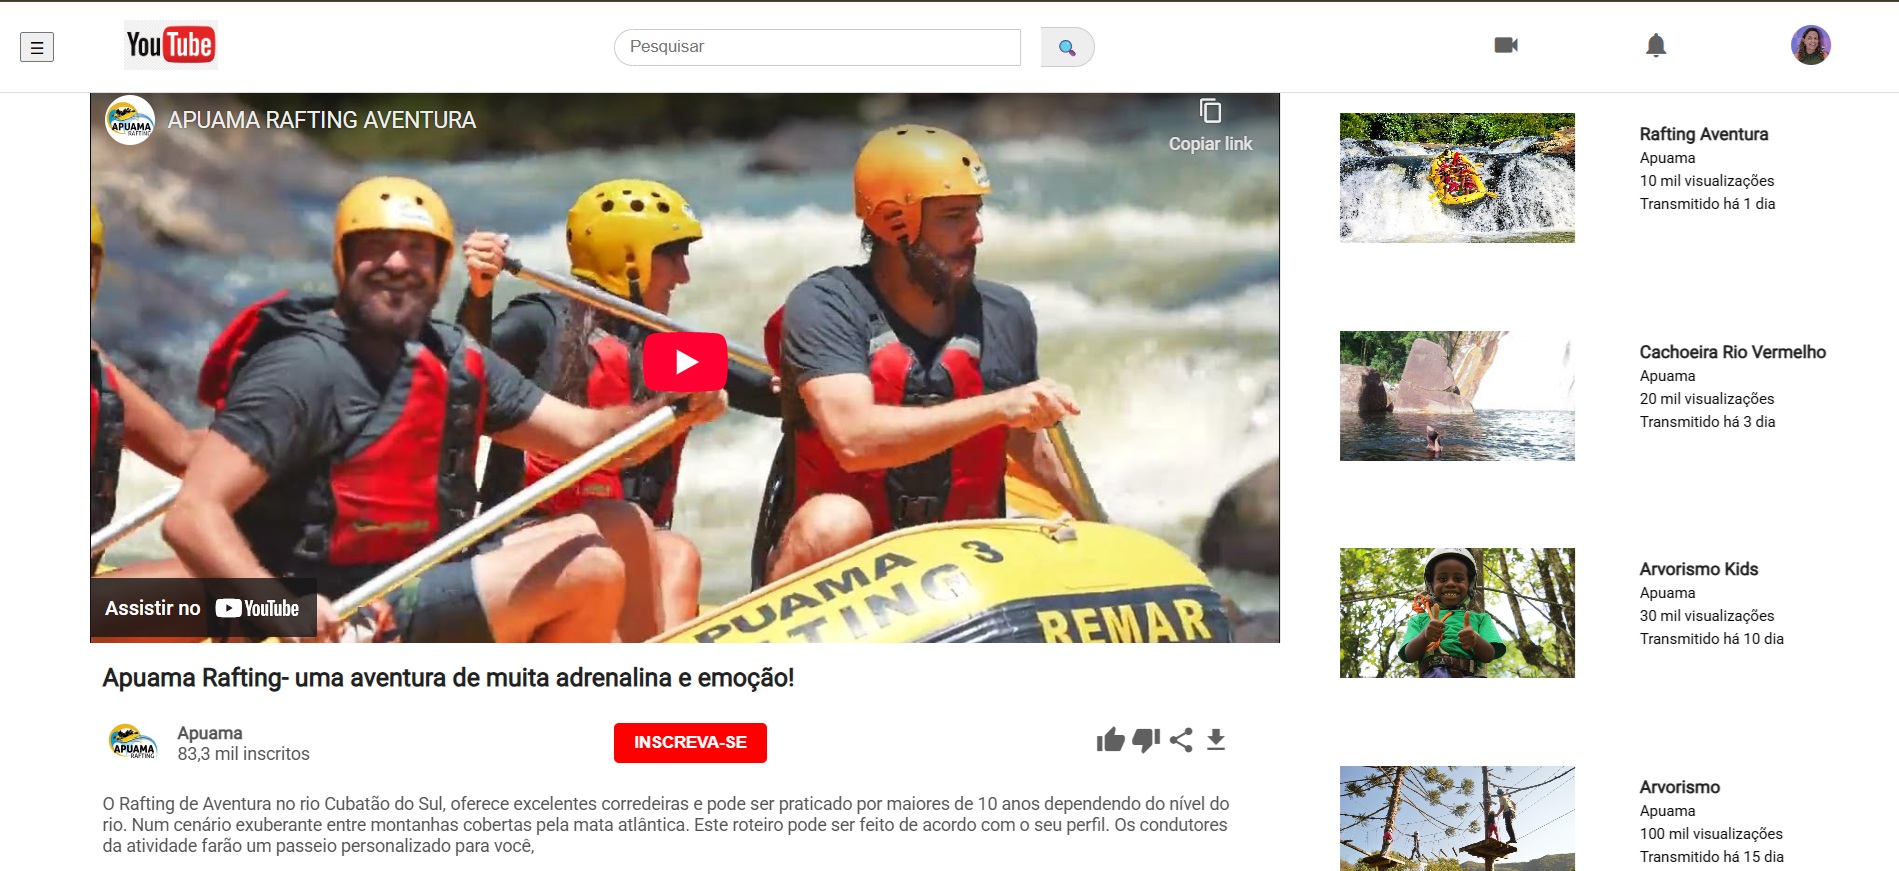 ☰
YouTube
Pesquisar
APUAMA RAFTING
APUAMA RAFTING AVENTURA
Copiar link
APUAMA
3
REMAR
Assistir no YouTube
Apuama Rafting- uma aventura de muita adrenalina e emoção!
APUAMA
RAFTING
Apuama
83,3 mil inscritos
INSCREVA-SE
O Rafting de Aventura no rio Cubatão do Sul, oferece excelentes corredeiras e pode ser praticado por maiores de 10 anos dependendo do nível do
rio. Num cenário exuberante entre montanhas cobertas pela mata atlântica. Este roteiro pode ser feito de acordo com o seu perfil. Os condutores
da atividade farão um passeio personalizado para você,
Rafting Aventura
Apuama
10 mil visualizações
Transmitido há 1 dia
Cachoeira Rio Vermelho
Apuama
20 mil visualizações
Transmitido há 3 dia
Arvorismo Kids
Apuama
30 mil visualizações
Transmitido há 10 dia
Arvorismo
Apuama
100 mil visualizações
Transmitido há 15 dia